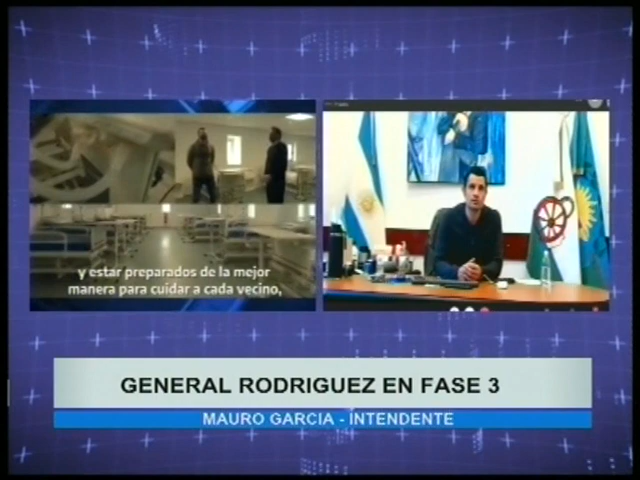 y estar preparados de la mejor
manera para cuidar a cada vecino,
GENERAL RODRIGUEZ EN FASE 3
MAURO GARCIA - INTENDENTE